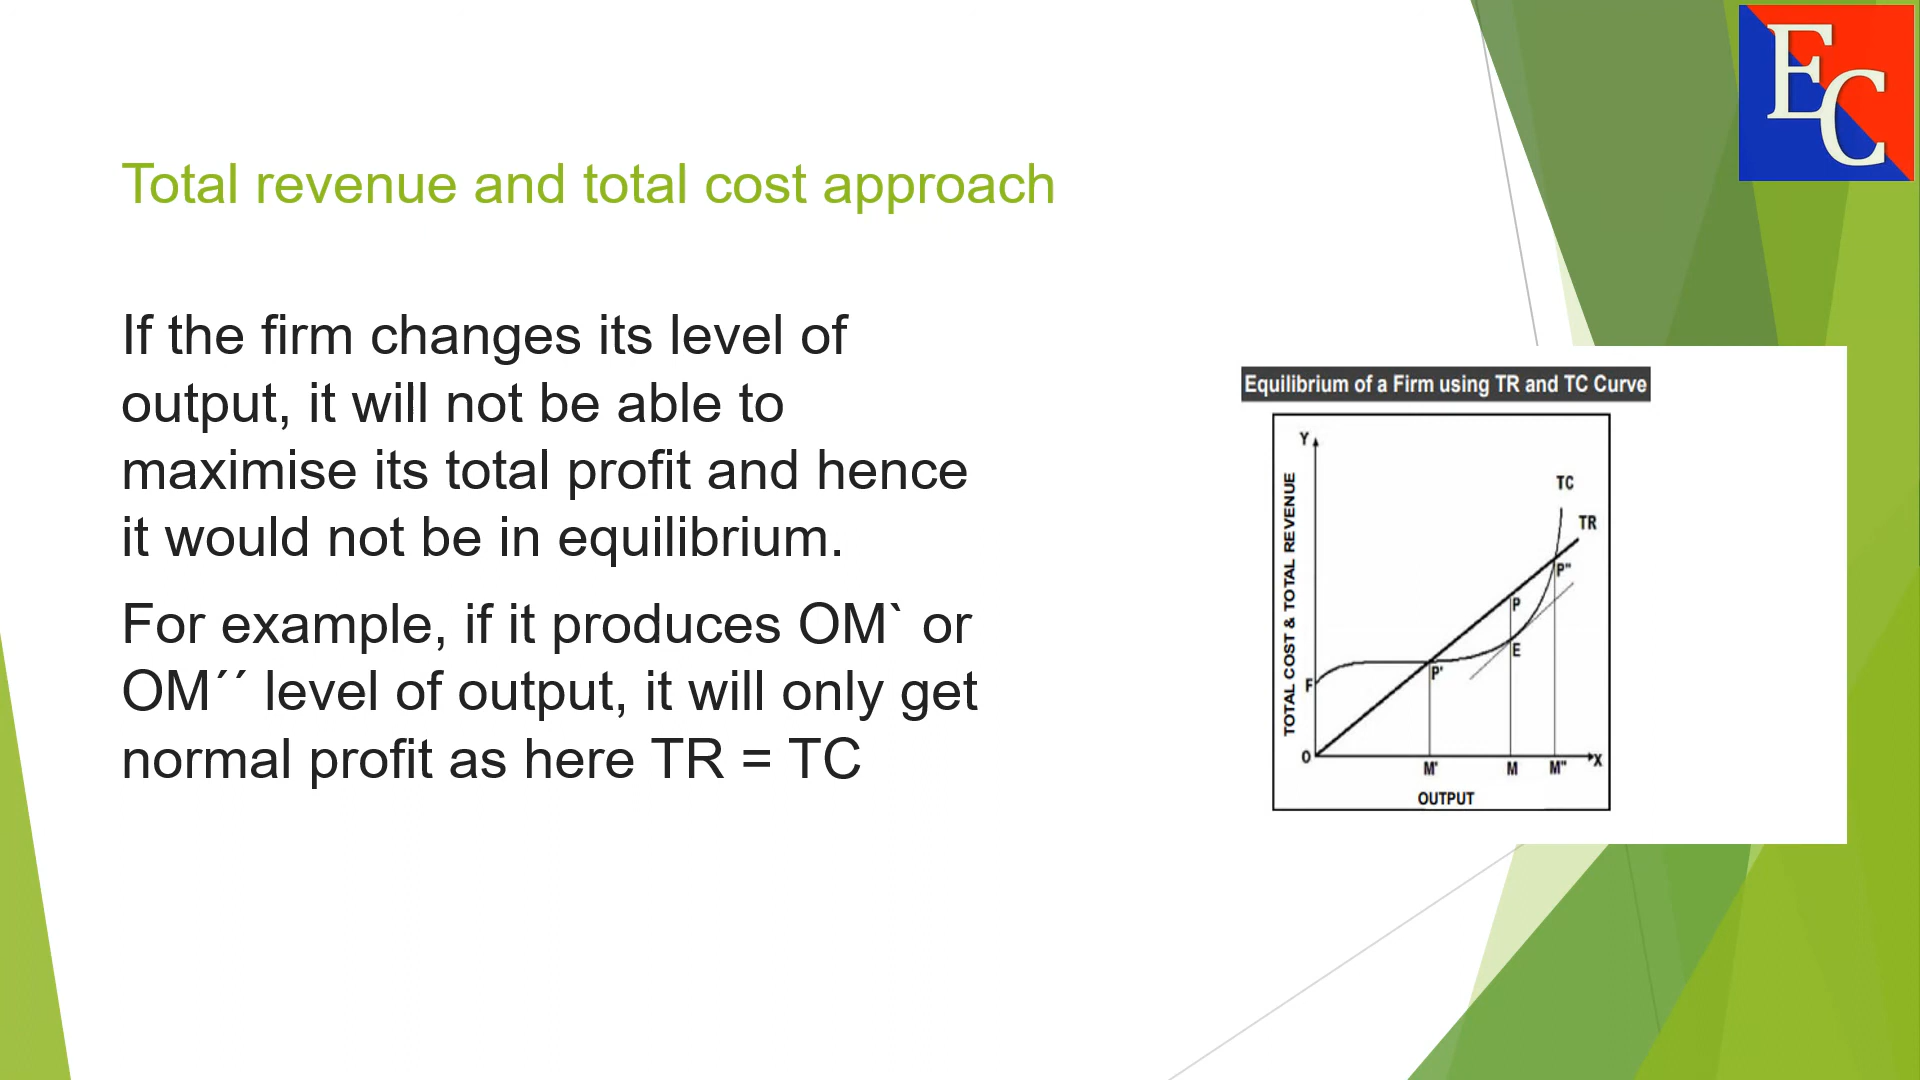 EC
Total revenue and total cost approach
If the firm changes its level of
output, it will not be able to
maximise its total profit and hence
it would not be in equilibrium.
For example, if it produces OM` or
OM´´ level of output, it will only get
normal profit as here TR = TC
Equilibrium of a Firm using TR and TC Curve
Y
TOTAL COST & TOTAL REVENUE
TC
TR
P"
P
E
P'
F
O
M'
M
M"
X
OUTPUT